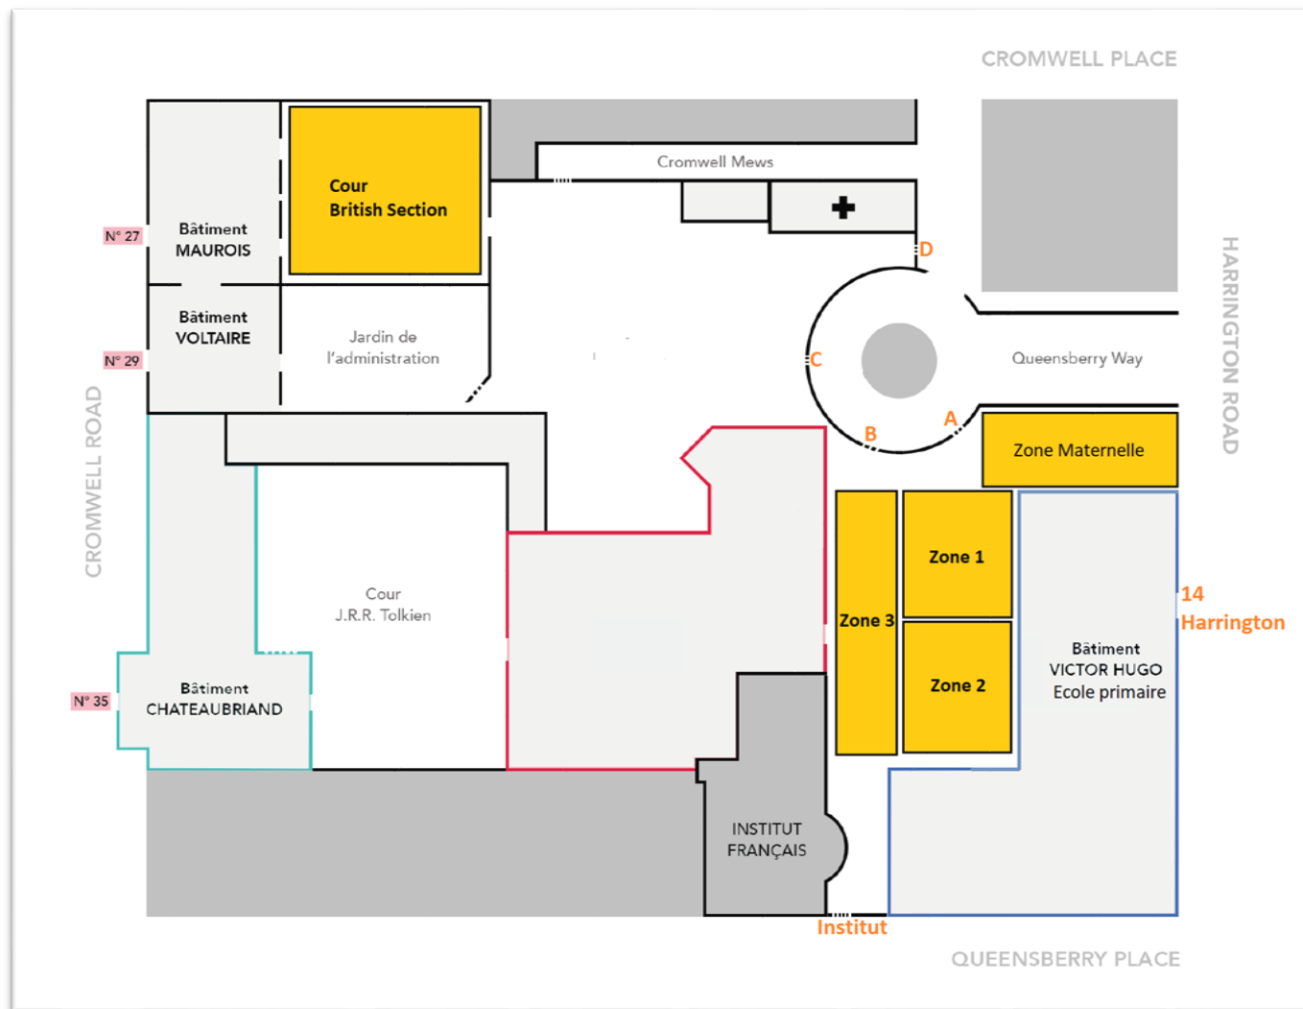 CROMWELL PLACE
Cromwell Mews
Cour
British Section
Bâtiment
MAUROIS
N° 27
D
HARRINGTON ROAD
Bâtiment
VOLTAIRE
Jardin de
l'administration
N° 29
C
Queensberry Way
A
B
CROMWELL ROAD
Zone Maternelle
Zone 1
Cour
J.R.R. Tolkien
Zone 3
14
Harrington
Bâtiment
VICTOR HUGO
Ecole primaire
Zone 2
Bâtiment
CHATEAUBRIAND
N° 35
INSTITUT
FRANÇAIS
Institut
QUEENSBERRY PLACE